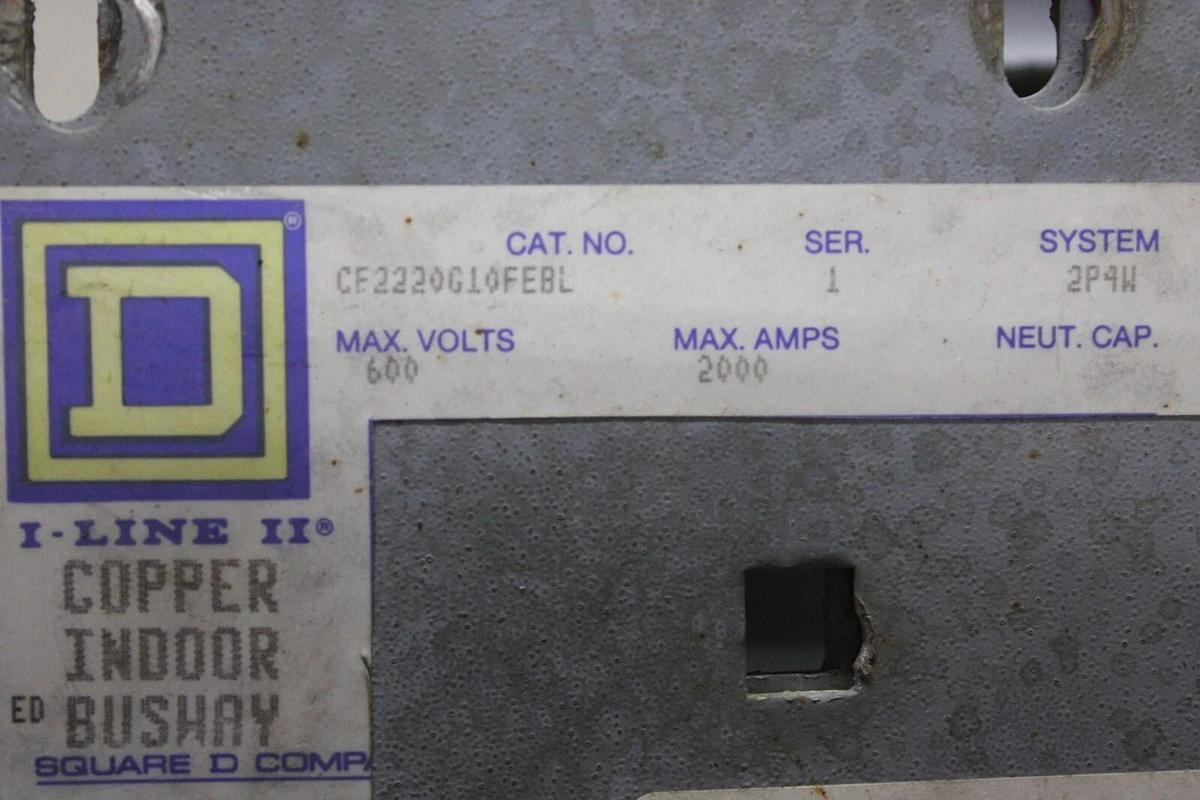 D®
CAT. NO. SER. SYSTEM
CF2220G10FEBL 1 2P4W
MAX. VOLTS MAX. AMPS NEUT. CAP.
600 2000
I-LINE II®
COPPER
INDOOR
ED BUSWAY
SQUARE D COMPA